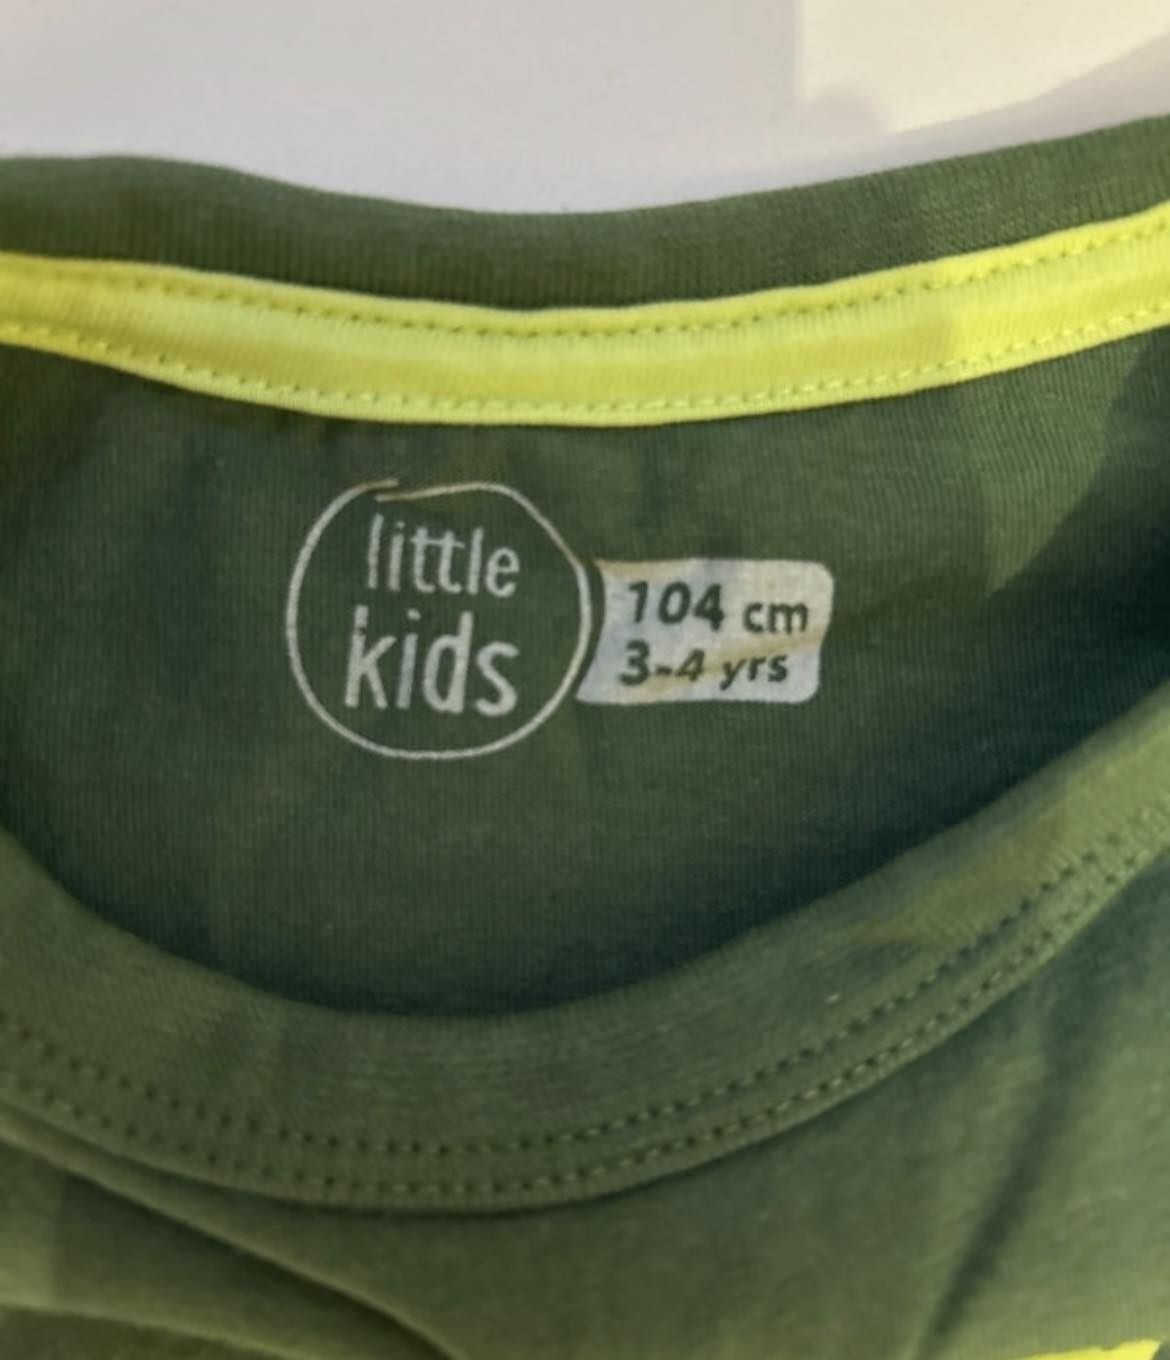 little
kids
104 cm
3-4 yrs